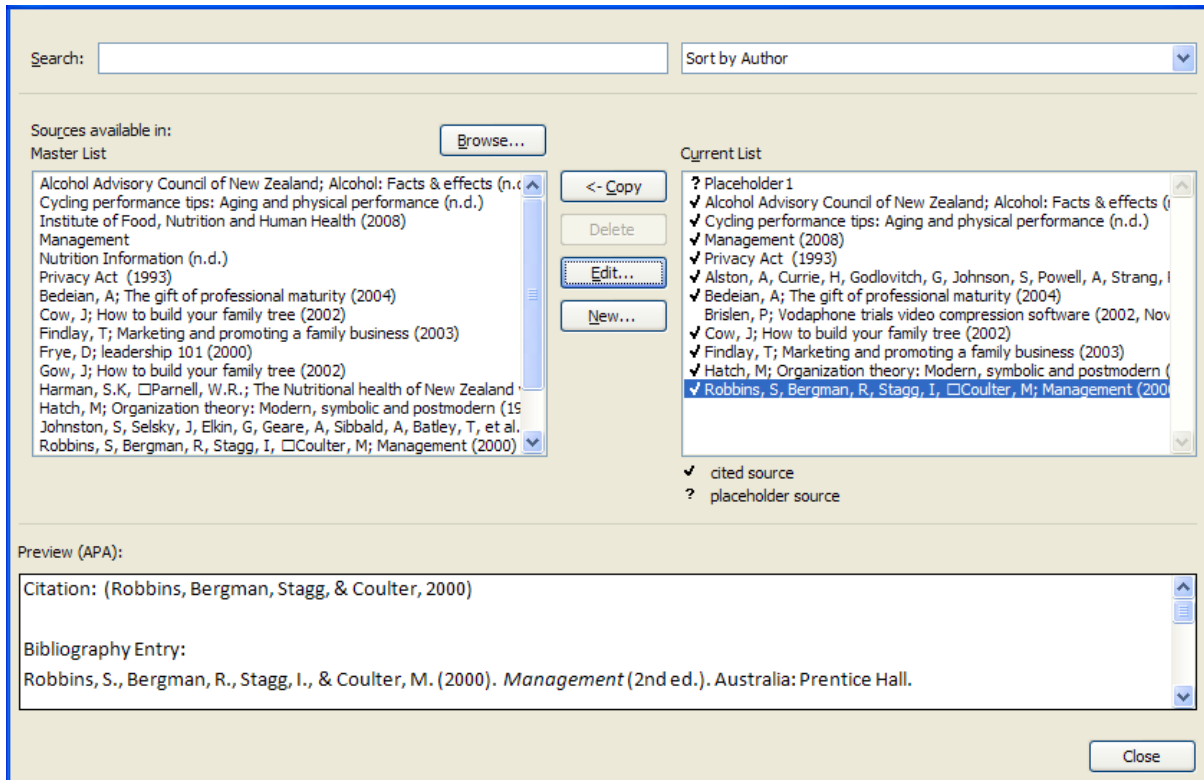 Search:
Sort by Author
Sources available in:
Master List
Browse...
Current List
Alcohol Advisory Council of New Zealand; Alcohol: Facts & effects (n.d
Cycling performance tips: Aging and physical performance (n.d.)
Institute of Food, Nutrition and Human Health (2008)
Management
Nutrition Information (n.d.)
Privacy Act (1993)
Bedeian, A; The gift of professional maturity (2004)
Cow, J; How to build your family tree (2002)
Findlay, T; Marketing and promoting a family business (2003)
Frye, D; leadership 101 (2000)
Gow, J; How to build your family tree (2002)
Harman, S.K, □Parnell, W.R.; The Nutritional health of New Zealand
Hatch, M; Organization theory: Modern, symbolic and postmodern (19
Johnston, S, Selsky, J, Elkin, G, Geare, A, Sibbald, A, Batley, T, et al.
Robbins, S, Bergman, R, Stagg, I, □Coulter, M; Management (2000)
<- Copy
Delete
Edit...
New...
? Placeholder1
✓ Alcohol Advisory Council of New Zealand; Alcohol: Facts & effects (
✓ Cycling performance tips: Aging and physical performance (n.d.)
✓ Management (2008)
✓ Privacy Act (1993)
✓ Alston, A, Currie, H, Godlovitch, G, Johnson, S, Powell, A, Strang,
✓ Bedeian, A; The gift of professional maturity (2004)
Brislen, P; Vodaphone trials video compression software (2002, Nov
✓ Cow, J; How to build your family tree (2002)
✓ Findlay, T; Marketing and promoting a family business (2003)
✓ Hatch, M; Organization theory: Modern, symbolic and postmodern (
✓ Robbins, S, Bergman, R, Stagg, I, □Coulter, M; Management (200
✓ cited source
? placeholder source
Preview (APA):
Citation: (Robbins, Bergman, Stagg, & Coulter, 2000)
Bibliography Entry:
Robbins, S., Bergman, R., Stagg, I., & Coulter, M. (2000). Management (2nd ed.). Australia: Prentice Hall.
Close